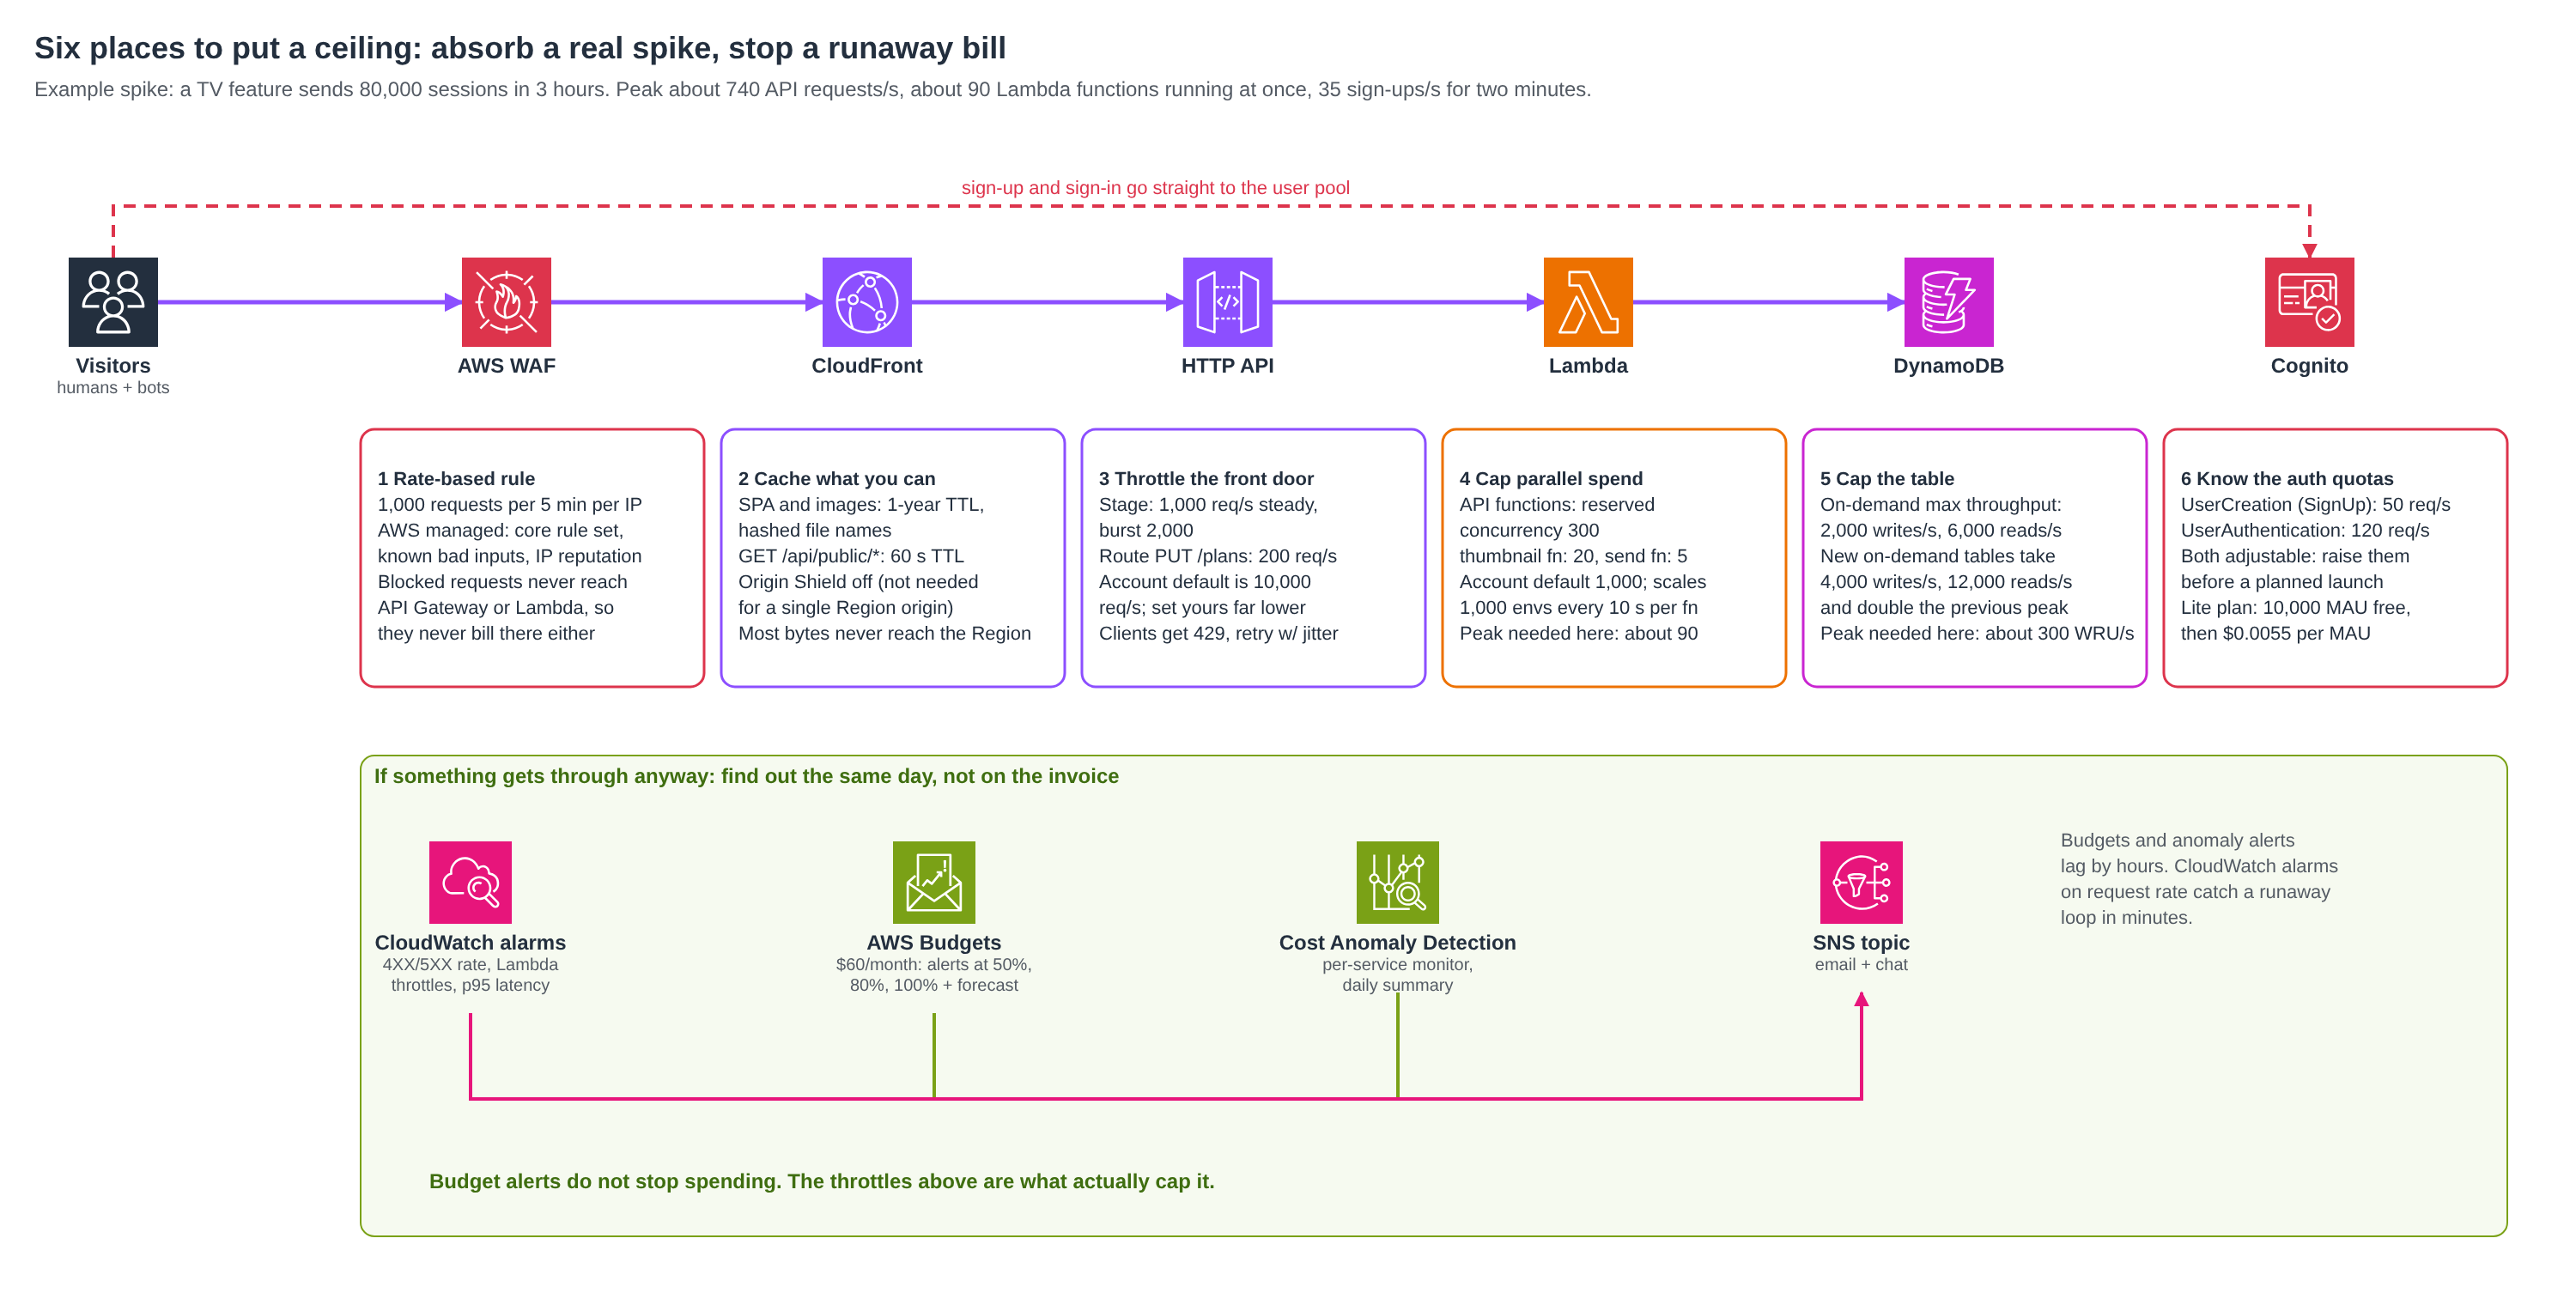 Six places to put a ceiling: absorb a real spike, stop a runaway bill
Example spike: a TV feature sends 80,000 sessions in 3 hours. Peak about 740 API requests/s, about 90 Lambda functions running at once, 35 sign-ups/s for two minutes.
sign-up and sign-in go straight to the user pool
Visitors
humans + bots
AWS WAF
CloudFront
HTTP API
Lambda
DynamoDB
Cognito
1 Rate-based rule
1,000 requests per 5 min per IP
AWS managed: core rule set,
known bad inputs, IP reputation
Blocked requests never reach
API Gateway or Lambda, so
they never bill there either
2 Cache what you can
SPA and images: 1-year TTL,
hashed file names
GET /api/public/*: 60 s TTL
Origin Shield off (not needed
for a single Region origin)
Most bytes never reach the Region
3 Throttle the front door
Stage: 1,000 req/s steady,
burst 2,000
Route PUT /plans: 200 req/s
Account default is 10,000
req/s; set yours far lower
Clients get 429, retry w/ jitter
4 Cap parallel spend
API functions: reserved
concurrency 300
thumbnail fn: 20, send fn: 5
Account default 1,000; scales
1,000 envs every 10 s per fn
Peak needed here: about 90
5 Cap the table
On-demand max throughput:
2,000 writes/s, 6,000 reads/s
New on-demand tables take
4,000 writes/s, 12,000 reads/s
and double the previous peak
Peak needed here: about 300 WRU/s
6 Know the auth quotas
UserCreation (SignUp): 50 req/s
UserAuthentication: 120 req/s
Both adjustable: raise them
before a planned launch
Lite plan: 10,000 MAU free,
then $0.0055 per MAU
If something gets through anyway: find out the same day, not on the invoice
CloudWatch alarms
4XX/5XX rate, Lambda
throttles, p95 latency
AWS Budgets
$60/month: alerts at 50%,
80%, 100% + forecast
Cost Anomaly Detection
per-service monitor,
daily summary
SNS topic
email + chat
Budgets and anomaly alerts
lag by hours. CloudWatch alarms
on request rate catch a runaway
loop in minutes.
Budget alerts do not stop spending. The throttles above are what actually cap it.